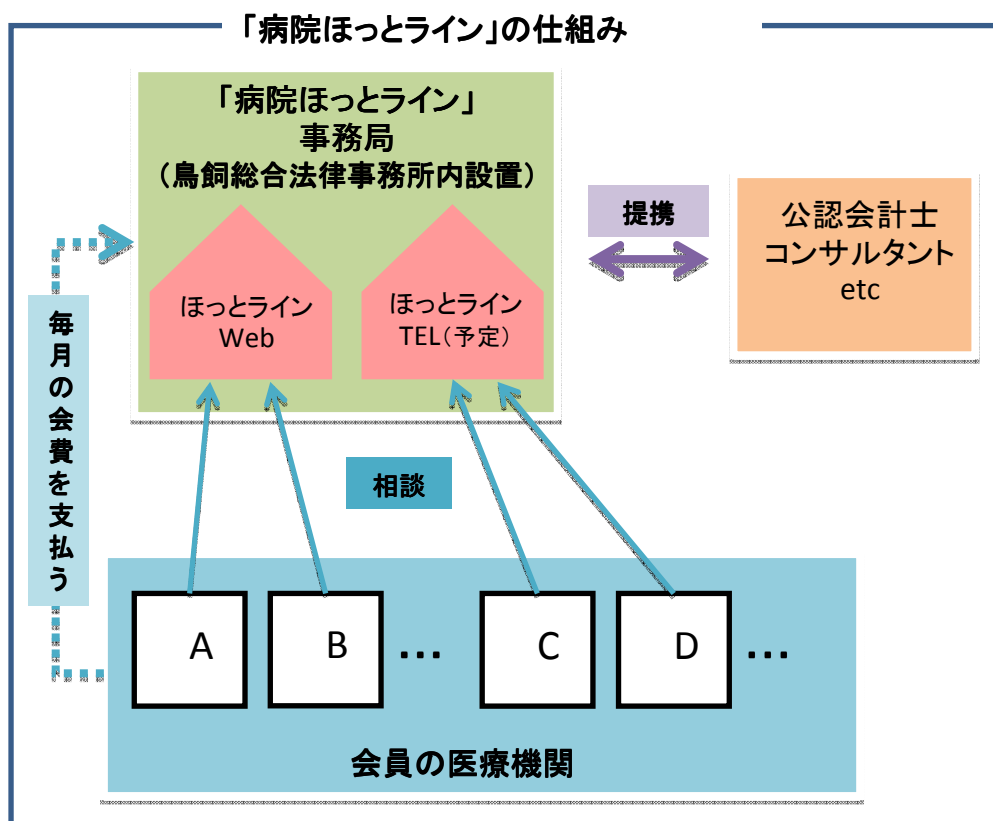 「病院ほっとライン」の仕組み
「病院ほっとライン」
事務局
（鳥飼総合法律事務所内設置）
ほっとライン
Web
ほっとライン
TEL（予定）
提携
公認会計士
コンサルタント
etc
毎月の会費を支払う
相談
A
B
…
C
D
…
会員の医療機関